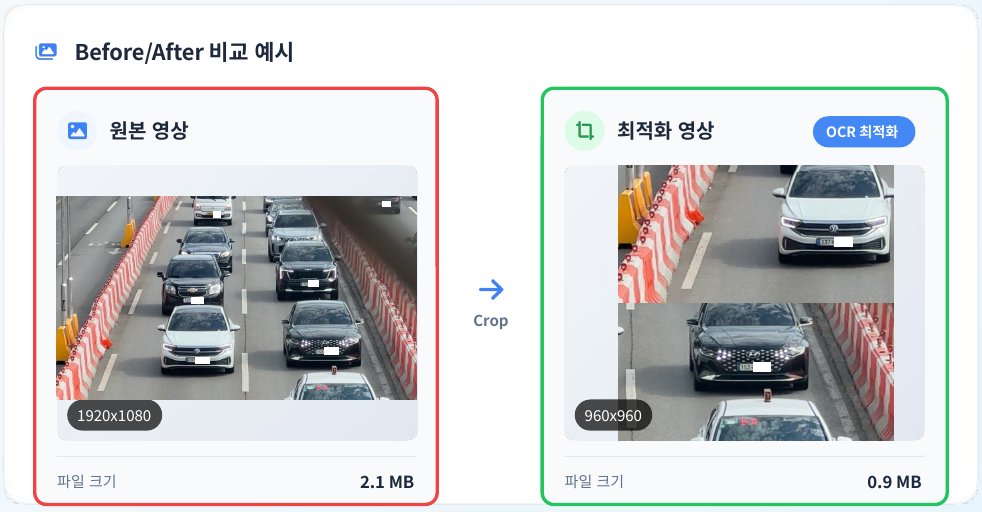 Before/After 비교 예시
원본 영상
1920x1080
파일 크기
2.1 MB
Crop
최적화 영상
OCR 최적화
960x960
파일 크기
0.9 MB